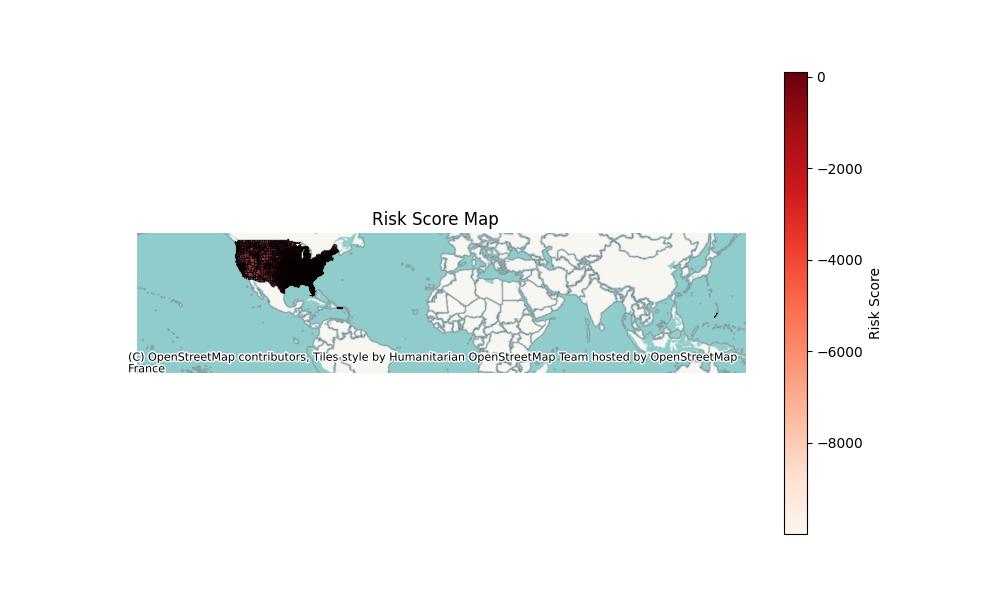 Risk Score Map
(C) OpenStreetMap contributors, Tiles style by Humanitarian OpenStreetMap Team hosted by OpenStreetMap
France
0
−2000
−4000
−6000
−8000
Risk Score